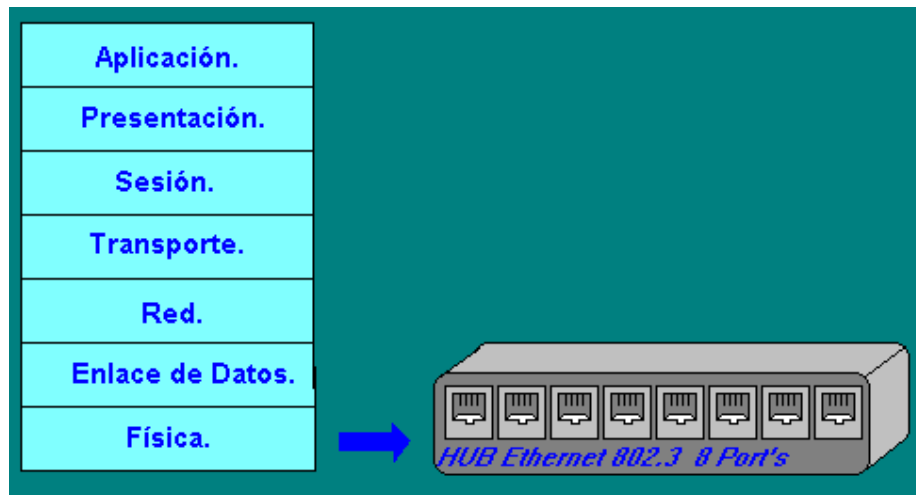 Aplicación.
Presentación.
Sesión.
Transporte.
Red.
Enlace de Datos.
Física.
HUB Ethernet 802.3 8 Port's